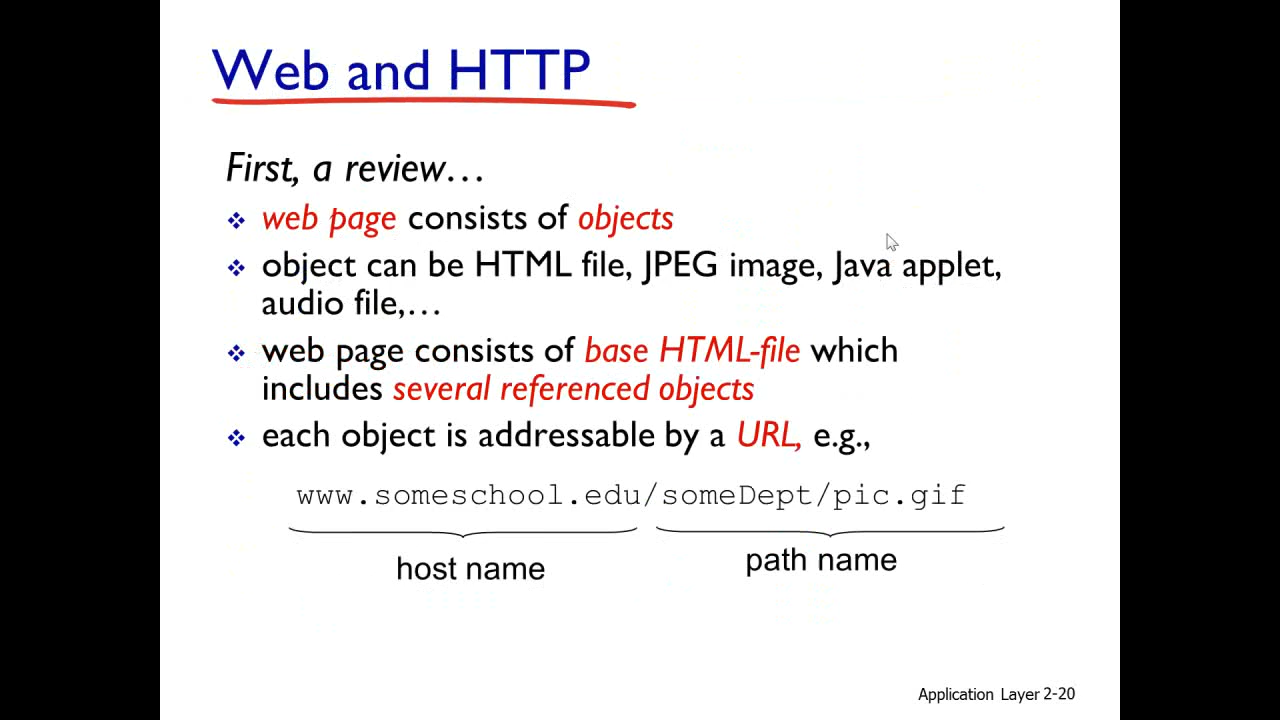 Web and HTTP
First, a review…
❖ web page consists of objects
❖ object can be HTML file, JPEG image, Java applet,
audio file,…
❖ web page consists of base HTML-file which
includes several referenced objects
❖ each object is addressable by a URL, e.g.,
www.someschool.edu/someDept/pic.gif
host name
path name
Application Layer 2-20